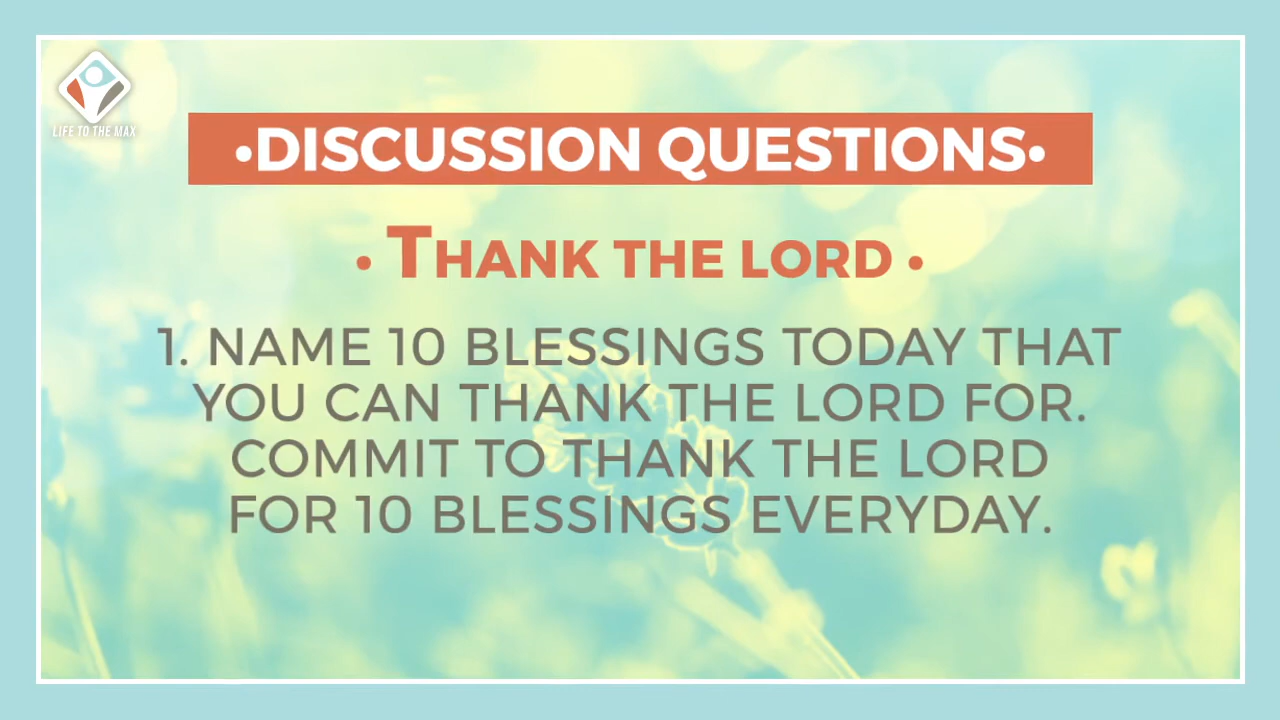 LIFE TO THE MAX
•DISCUSSION QUESTIONS•
• THANK THE LORD •
1. NAME 10 BLESSINGS TODAY THAT
YOU CAN THANK THE LORD FOR.
COMMIT TO THANK THE LORD
FOR 10 BLESSINGS EVERYDAY.